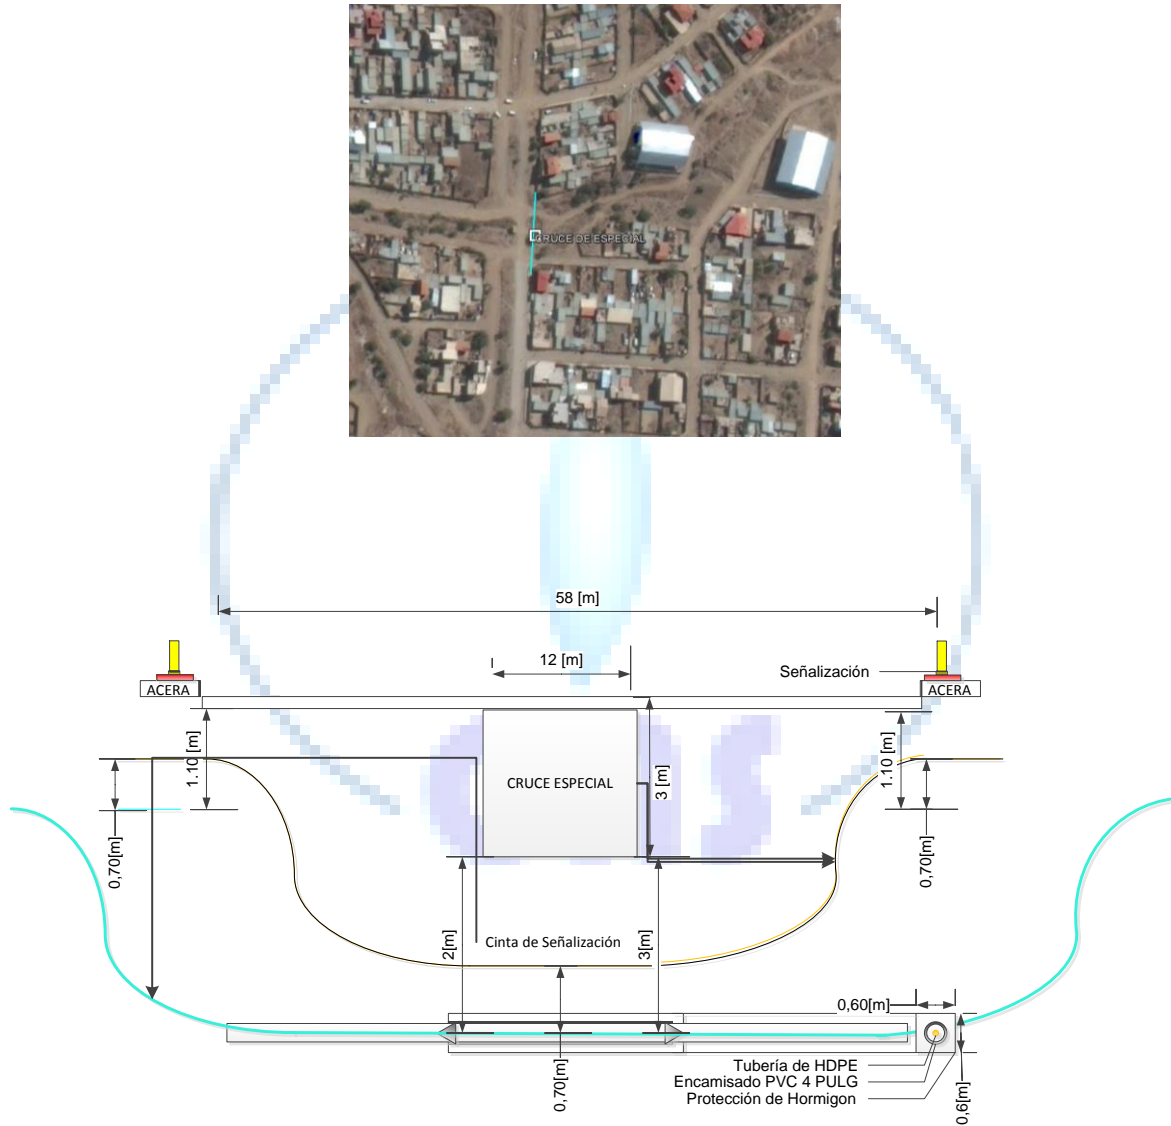 CRUCE DE ESPECIAL
58 [m]
12 [m]
Señalización
ACERA
ACERA
1.10 [m]
CRUCE ESPECIAL
3 [m]
1.10 [m]
0,70[m]
0,70[m]
2[m]
Cinta de Señalización
3[m]
0,60[m]
Tubería de HDPE
Encamisado PVC 4 PULG
Protección de Hormigon
0,70[m]
0,6[m]